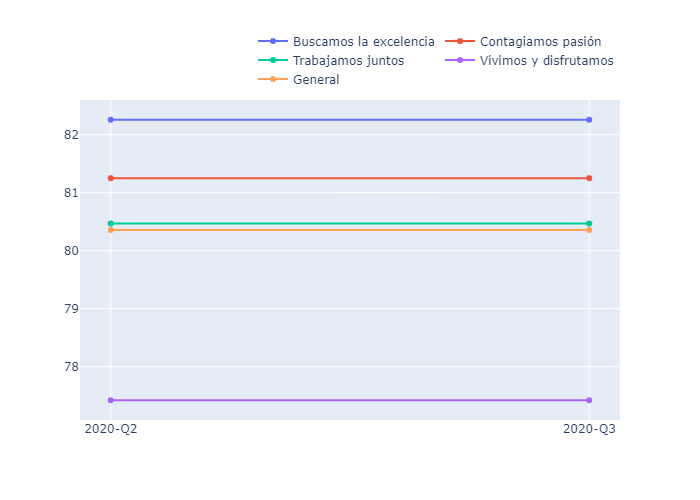 Buscamos la excelencia Contagiamos pasión
Trabajamos juntos Vivimos y disfrutamos
General
82
81
80
79
78
2020-Q2 2020-Q3